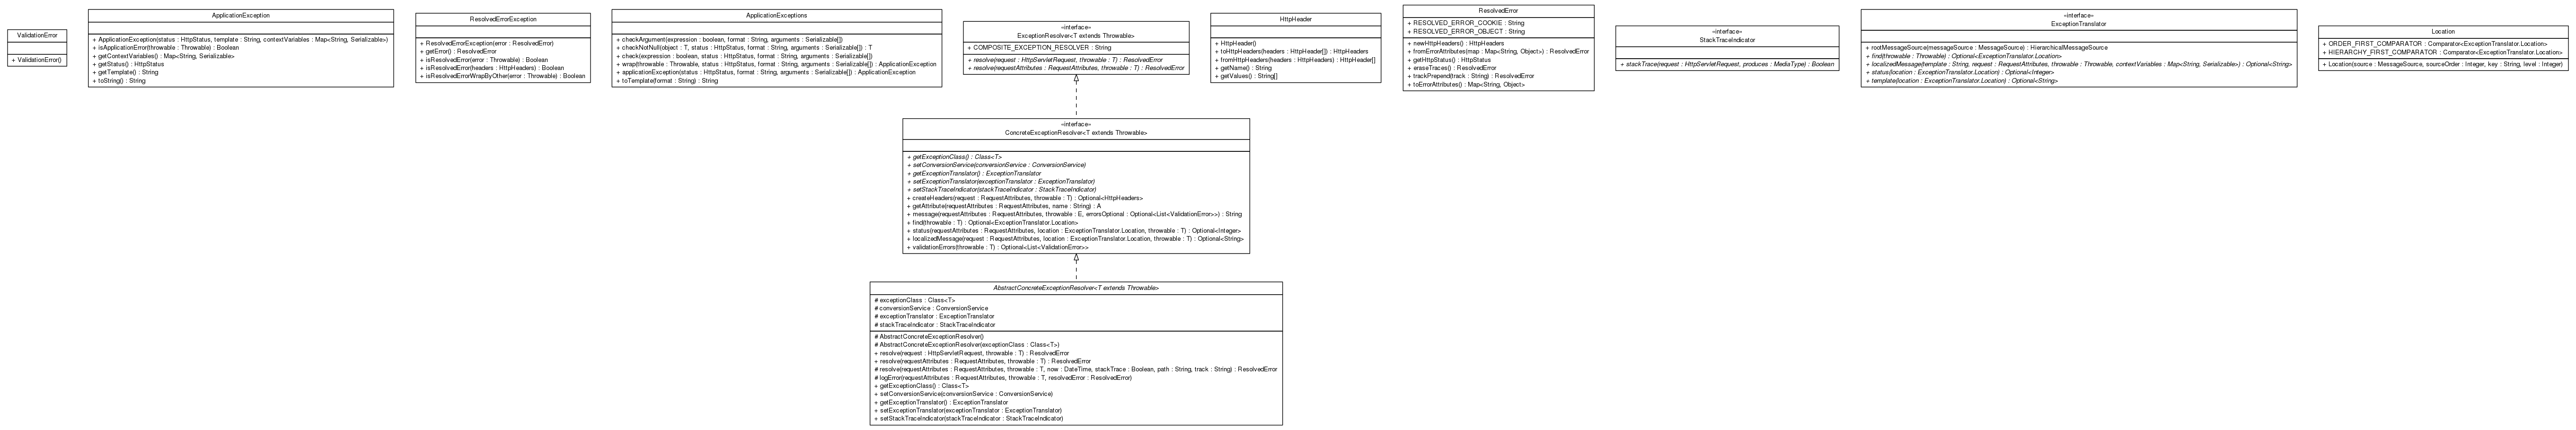 ValidationError
+ ValidationError()
ApplicationException
+ ApplicationException(status : HttpStatus, template : String, contextVariables : Map<String, Serializable>)
+ isApplicationError(throwable : Throwable) : Boolean
+ getContextVariables() : Map<String, Serializable>
+ getStatus() : HttpStatus
+ getTemplate() : String
+ toString() : String
ResolvedErrorException
+ ResolvedErrorException(error : ResolvedError)
+ getError() : ResolvedError
+ isResolvedError(error : Throwable) : Boolean
+ isResolvedError(headers : HttpHeaders) : Boolean
+ isResolvedErrorWrapByOther(error : Throwable) : Boolean
ApplicationExceptions
+ checkArgument(expression : boolean, format : String, arguments : Serializable[])
+ checkNotNull(object : T, status : HttpStatus, format : String, arguments : Serializable[]) : T
+ check(expression : boolean, status : HttpStatus, format : String, arguments : Serializable[])
+ wrap(throwable : Throwable, status : HttpStatus, format : String, arguments : Serializable[]) : ApplicationException
+ applicationException(status : HttpStatus, format : String, arguments : Serializable[]) : ApplicationException
+ toTemplate(format : String) : String
«interface»
ExceptionResolver<T extends Throwable>
+ COMPOSITE_EXCEPTION_RESOLVER : String
+ resolve(request : HttpServletRequest, throwable : T) : ResolvedError
+ resolve(requestAttributes : RequestAttributes, throwable : T) : ResolvedError
HttpHeader
+ HttpHeader()
+ toHttpHeaders(headers : HttpHeader[]) : HttpHeaders
+ fromHttpHeaders(headers : HttpHeaders) : HttpHeader[]
+ getName() : String
+ getValues() : String[]
ResolvedError
+ RESOLVED_ERROR_COOKIE : String
+ RESOLVED_ERROR_OBJECT : String
+ newHttpHeaders() : HttpHeaders
+ fromErrorAttributes(map : Map<String, Object>) : ResolvedError
+ getHttpStatus() : HttpStatus
+ eraseTraces() : ResolvedError
+ trackPrepend(track : String) : ResolvedError
+ toErrorAttributes() : Map<String, Object>
«interface»
StackTraceIndicator
+ stackTrace(request : HttpServletRequest, produces : MediaType) : Boolean
«interface»
ExceptionTranslator
+ rootMessageSource(messageSource : MessageSource) : HierarchicalMessageSource
+ find(throwable : Throwable) : Optional<ExceptionTranslator.Location>
+ localizedMessage(template : String, request : RequestAttributes, throwable : Throwable, contextVariables : Map<String, Serializable>) : Optional<String>
+ status(location : ExceptionTranslator.Location) : Optional<Integer>
+ template(location : ExceptionTranslator.Location) : Optional<String>
Location
+ ORDER_FIRST_COMPARATOR : Comparator<ExceptionTranslator.Location>
+ HIERARCHY_FIRST_COMPARATOR : Comparator<ExceptionTranslator.Location>
+ Location(source : MessageSource, sourceOrder : Integer, key : String, level : Integer)
«interface»
ConcreteExceptionResolver<T extends Throwable>
+ getExceptionClass() : Class<T>
+ setConversionService(conversionService : ConversionService)
+ getExceptionTranslator() : ExceptionTranslator
+ setExceptionTranslator(exceptionTranslator : ExceptionTranslator)
+ setStackTraceIndicator(stackTraceIndicator : StackTraceIndicator)
+ createHeaders(request : RequestAttributes, throwable : T) : Optional<HttpHeaders>
+ getAttribute(requestAttributes : RequestAttributes, name : String) : A
+ message(requestAttributes : RequestAttributes, throwable : E, errorsOptional : Optional<List<ValidationError>>) : String
+ find(throwable : T) : Optional<ExceptionTranslator.Location>
+ status(requestAttributes : RequestAttributes, location : ExceptionTranslator.Location, throwable : T) : Optional<Integer>
+ localizedMessage(request : RequestAttributes, location : ExceptionTranslator.Location, throwable : T) : Optional<String>
+ validationErrors(throwable : T) : Optional<List<ValidationError>>
AbstractConcreteExceptionResolver<T extends Throwable>
# exceptionClass : Class<T>
# conversionService : ConversionService
# exceptionTranslator : ExceptionTranslator
# stackTraceIndicator : StackTraceIndicator
# AbstractConcreteExceptionResolver()
# AbstractConcreteExceptionResolver(exceptionClass : Class<T>)
+ resolve(request : HttpServletRequest, throwable : T) : ResolvedError
+ resolve(requestAttributes : RequestAttributes, throwable : T) : ResolvedError
# resolve(requestAttributes : RequestAttributes, throwable : T, now : DateTime, stackTrace : Boolean, path : String, track : String) : ResolvedError
# logError(requestAttributes : RequestAttributes, throwable : T, resolvedError : ResolvedError)
+ getExceptionClass() : Class<T>
+ setConversionService(conversionService : ConversionService)
+ getExceptionTranslator() : ExceptionTranslator
+ setExceptionTranslator(exceptionTranslator : ExceptionTranslator)
+ setStackTraceIndicator(stackTraceIndicator : StackTraceIndicator)